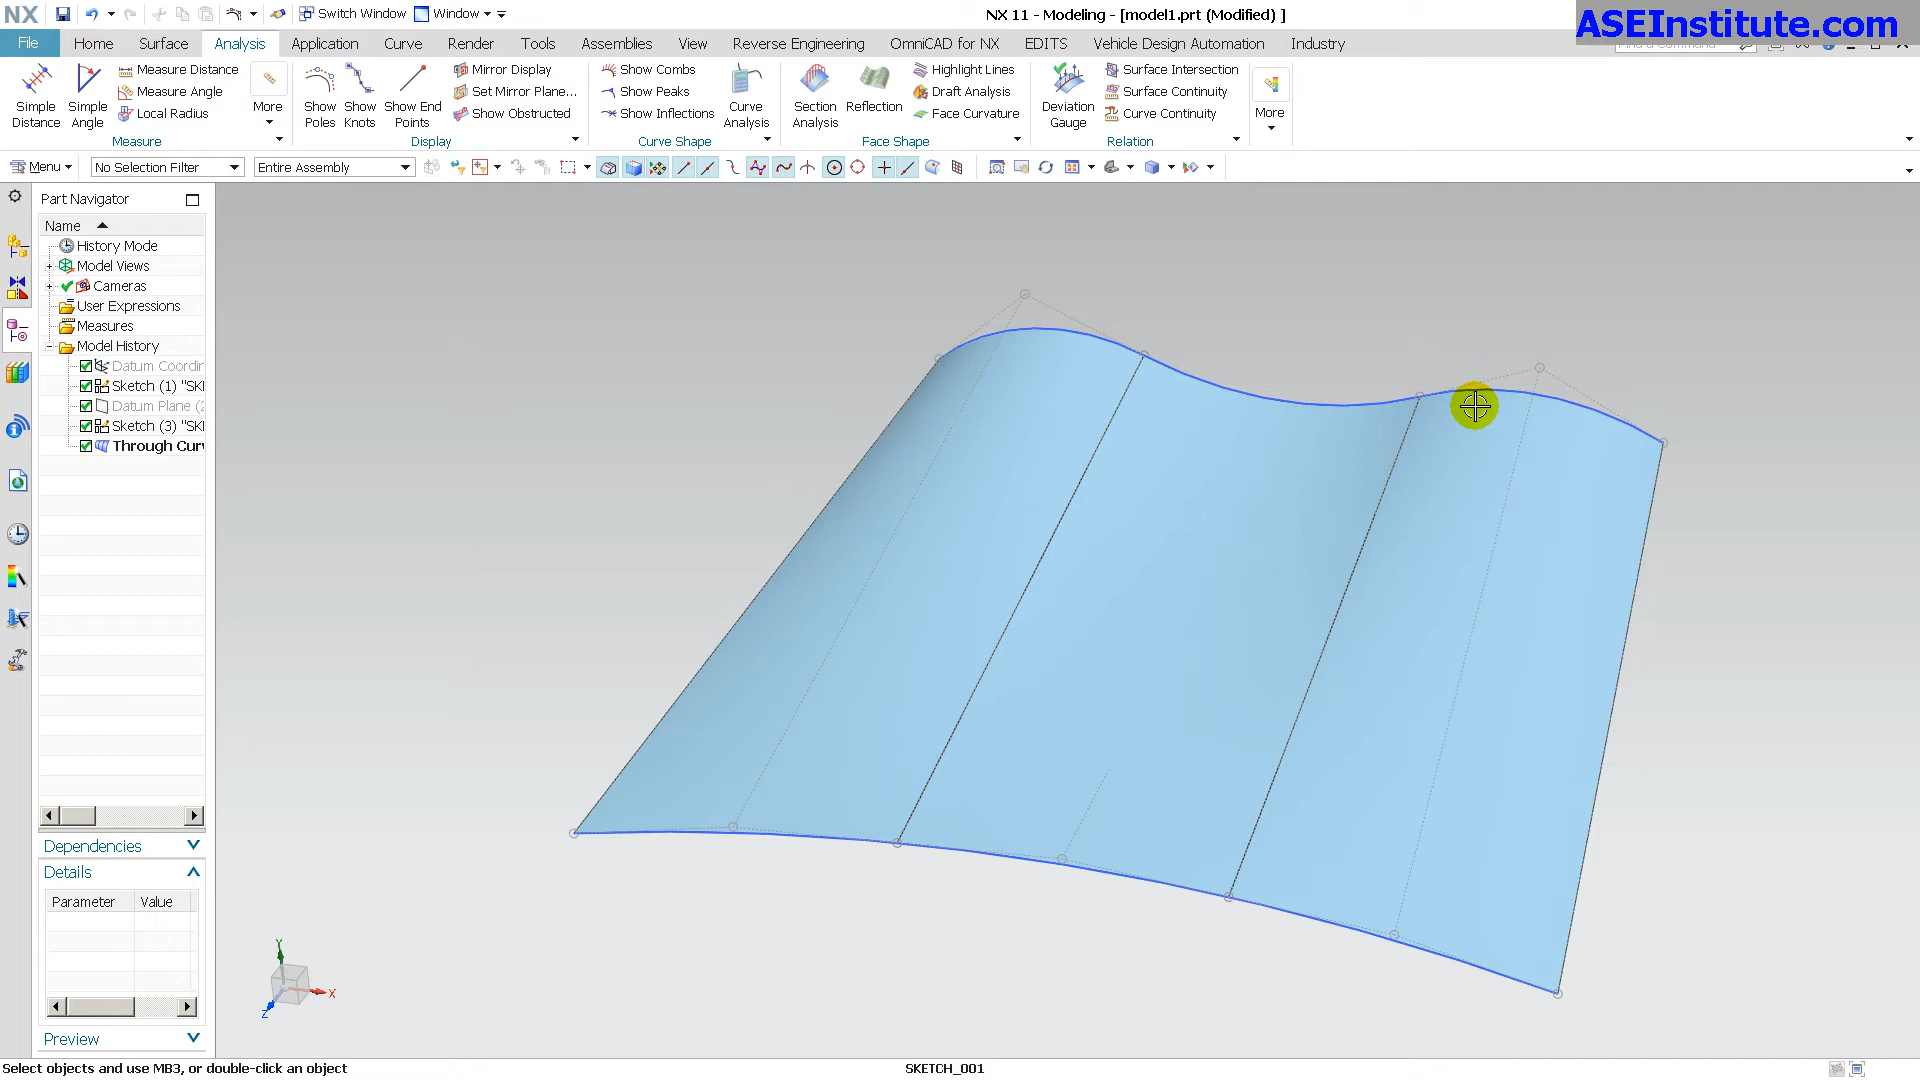 NX
Switch Window
Window
NX 11 - Modeling - [model1.prt (Modified) ]
ASEInstitute.com
File
Home
Surface
Analysis
Application
Curve
Render
Tools
Assemblies
View
Reverse Engineering
OmniCAD for NX
EDITS
Vehicle Design Automation
Industry
Simple Distance
Simple Angle
Measure Distance
Measure Angle
Local Radius
More
Measure
Show Poles
Show Knots
Show End Points
Mirror Display
Set Mirror Plane...
Show Obstructed
Display
Show Combs
Show Peaks
Show Inflections
Curve Analysis
Curve Shape
Section Analysis
Reflection
Highlight Lines
Draft Analysis
Face Curvature
Face Shape
Deviation Gauge
Surface Intersection
Surface Continuity
Curve Continuity
Relation
More
Menu
No Selection Filter
Entire Assembly
Part Navigator
Name
History Mode
Model Views
Cameras
User Expressions
Measures
Model History
Datum Coordin
Sketch (1) "SK
Datum Plane (2
Sketch (3) "SK
Through Cur
Dependencies
Details
Parameter
Value
Preview
Y
X
Z
Select objects and use MB3, or double-click an object
SKETCH_001